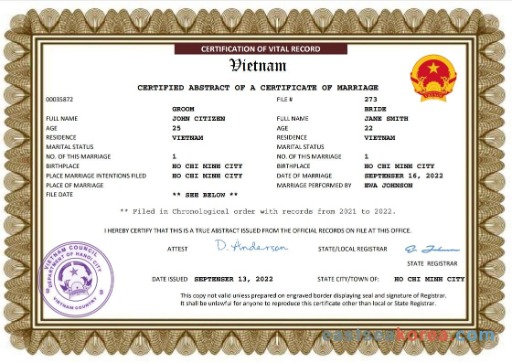 CERTIFICATION OF VITAL RECORD
Vietnam
CERTIFIED ABSTRACT OF A CERTIFICATE OF MARRIAGE
00035872 FILE # 273
GROOM BRIDE
FULL NAME JOHN CITIZEN FULL NAME JANE SMITH
AGE 25 AGE 22
RESIDENCE VIETNAM RESIDENCE VIETNAM
MARITAL STATUS MARITAL STATUS
NO. OF THIS MARRIAGE 1 NO. OF THIS MARRIAGE 1
BIRTHPLACE HO CHI MINH CITY BIRTHPLACE HO CHI MINH CITY
PLACE MARRIAGE INTENTIONS FILED HO CHI MINH CITY DATE OF MARRIAGE SEPTENSER 16, 2022
PLACE OF MARRIAGE MARRIAGE PERFORMED BY EWA JOHNSON
FILE DATE ** SEE BELOW **
** Filed in Chronological order with records from 2021 to 2022.
I HEREBY CERTIFY THAT THIS IS A TRUE ABSTRACT ISSUED FROM THE OFFICIAL RECORDS ON FILE AT THIS OFFICE.
ATTEST D. Anderson STATE/LOCAL REGISTRAR
STATE REGISTRAR
VIETNAM COUNCIL
DEPARTMENT OF HANOI CITY
VIETNAM COUNTRY
DATE ISSUED SEPTENSER 13, 2022 STATE CITY/TOWN OF: HO CHI MINH CITY
This copy not valid unless prepared on engraved border displaying seal and signature of Registrar.
It shall be unlawful for anyone to reproduce this certificate other than local or State Registrar.
korea.com